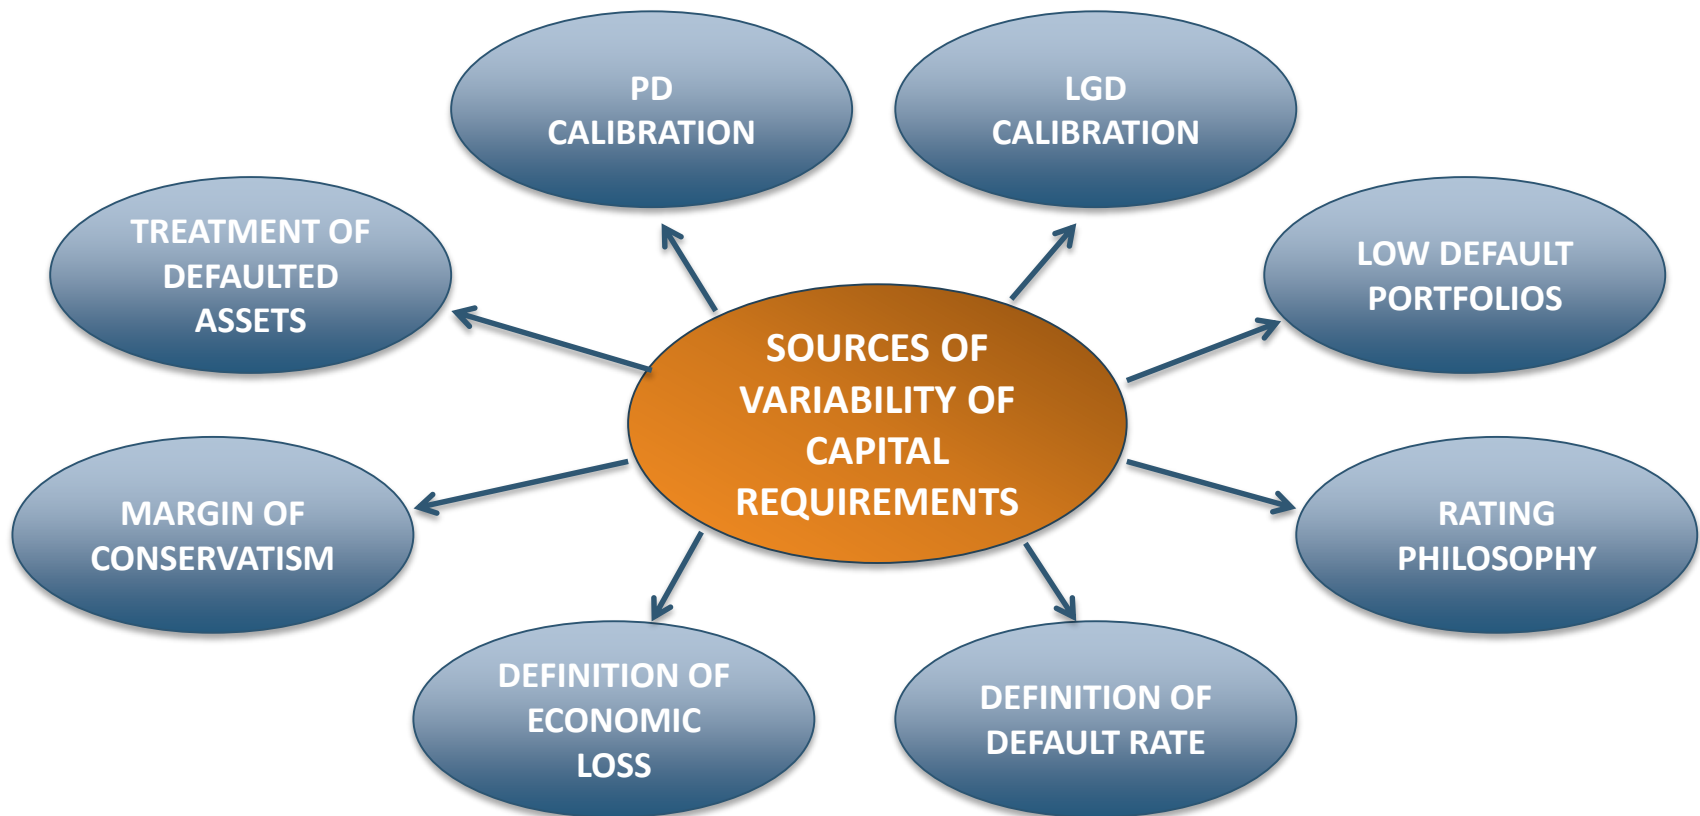 PD
CALIBRATION
LGD
CALIBRATION
TREATMENT OF
DEFAULTED
ASSETS
LOW DEFAULT
PORTFOLIOS
SOURCES OF
VARIABILITY OF
CAPITAL
REQUIREMENTS
MARGIN OF
CONSERVATISM
RATING
PHILOSOPHY
DEFINITION OF
ECONOMIC
LOSS
DEFINITION OF
DEFAULT RATE